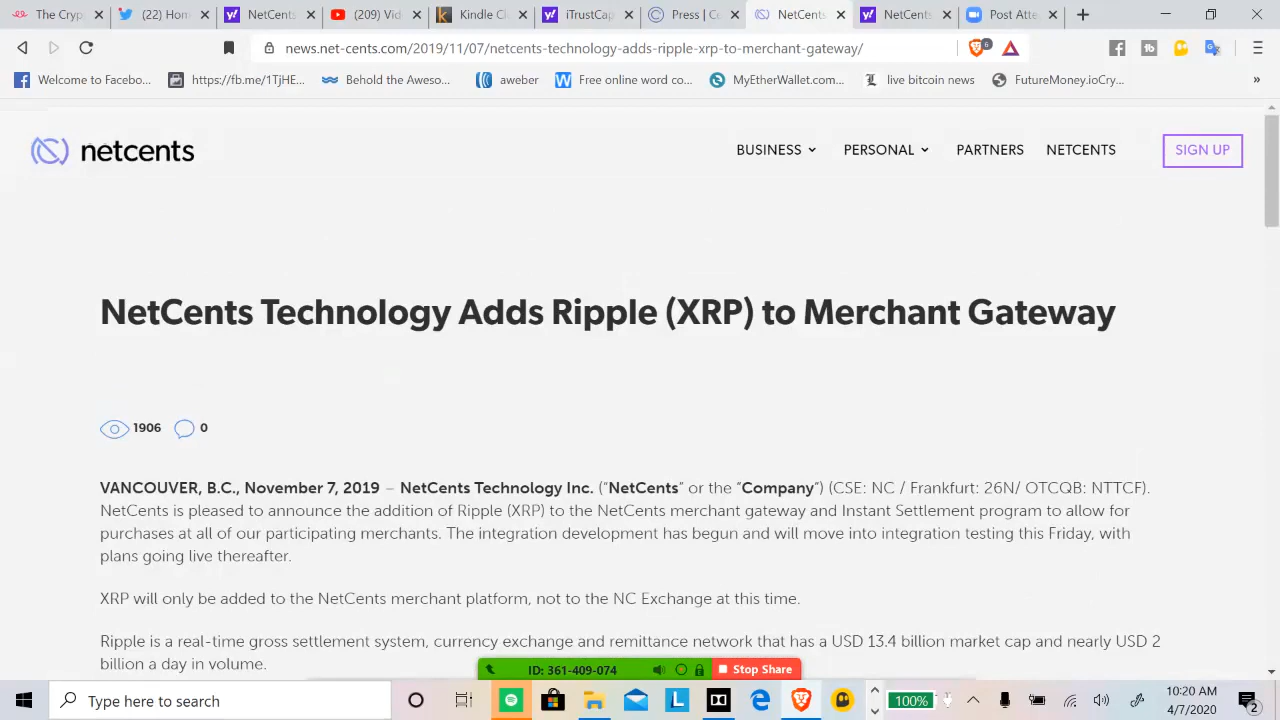 The Cryp
(22) Hom
Netcents
(209) Vid
Kindle Cl
iTrustCap
Press | Co
NetCents
NetCents
Post Atte
news.net-cents.com/2019/11/07/netcents-technology-adds-ripple-xrp-to-merchant-gateway/
6
Welcome to Facebo...
https://fb.me/1TjHE...
Behold the Aweso...
aweber
Free online word co...
MyEtherWallet.com...
live bitcoin news
FutureMoney.ioCry...
»
netcents
BUSINESS
PERSONAL
PARTNERS
NETCENTS
SIGN UP
NetCents Technology Adds Ripple (XRP) to Merchant Gateway
1906
0
VANCOUVER, B.C., November 7, 2019 – NetCents Technology Inc. (“NetCents” or the “Company”) (CSE: NC / Frankfurt: 26N/ OTCQB: NTTCF).
NetCents is pleased to announce the addition of Ripple (XRP) to the NetCents merchant gateway and Instant Settlement program to allow for
purchases at all of our participating merchants. The integration development has begun and will move into integration testing this Friday, with
plans going live thereafter.
XRP will only be added to the NetCents merchant platform, not to the NC Exchange at this time.
Ripple is a real-time gross settlement system, currency exchange and remittance network that has a USD 13.4 billion market cap and nearly USD 2
billion a day in volume.
ID: 361-409-074
Stop Share
Type here to search
100%
10:20 AM
4/7/2020
2